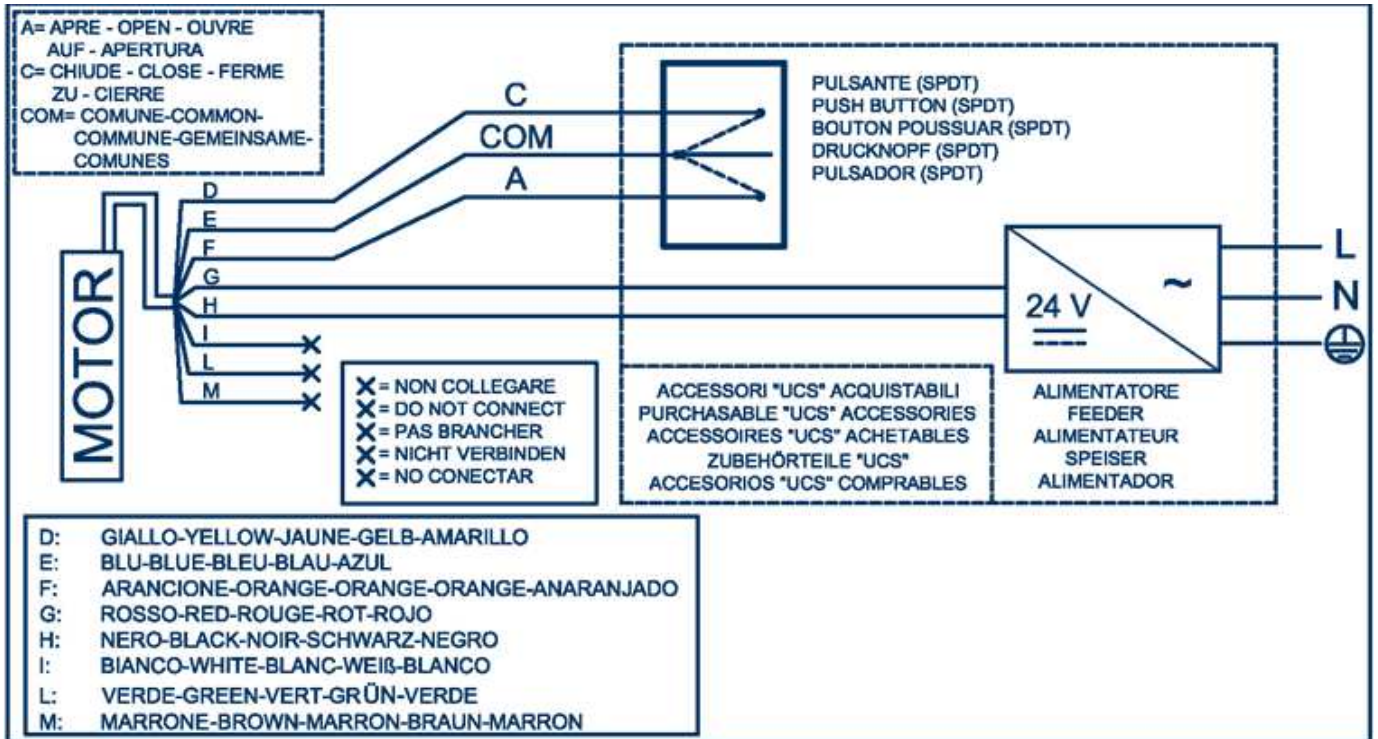 A= APRE - OPEN - OUVRE
AUF - APERTURA
C= CHIUDE - CLOSE - FERME
ZU - CIERRE
COM= COMUNE-COMMON-
COMMUNE-GEMEINSAME-
COMUNES
C
COM
A
PULSANTE (SPDT)
PUSH BUTTON (SPDT)
BOUTON POUSSUAR (SPDT)
DRUCKNOPF (SPDT)
PULSADOR (SPDT)
MOTOR
D
E
F
G
H
I
L
M
24 V
~
L
N
X = NON COLLEGARE
X = DO NOT CONNECT
X = PAS BRANCHER
X = NICHT VERBINDEN
X = NO CONECTAR
ACCESSORI "UCS" ACQUISTABILI
PURCHASABLE "UCS" ACCESSORIES
ACCESSOIRES "UCS" ACHETABLES
ZUBEHÖRTEILE "UCS"
ACCESORIOS "UCS" COMPRABLES
ALIMENTATORE
FEEDER
ALIMENTATEUR
SPEISER
ALIMENTADOR
D: GIALLO-YELLOW-JAUNE-GELB-AMARILLO
E: BLU-BLUE-BLEU-BLAU-AZUL
F: ARANCIONE-ORANGE-ORANGE-ORANGE-ANARANJADO
G: ROSSO-RED-ROUGE-ROT-ROJO
H: NERO-BLACK-NOIR-SCHWARZ-NEGRO
I: BIANCO-WHITE-BLANC-WEIß-BLANCO
L: VERDE-GREEN-VERT-GRÜN-VERDE
M: MARRONE-BROWN-MARRON-BRAUN-MARRON